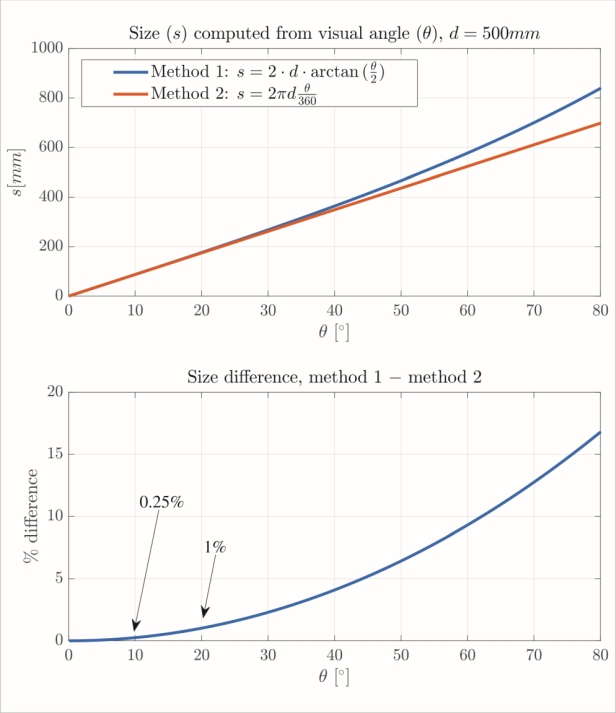 Size (s) computed from visual angle (θ), d = 500mm
1000
800
600
400
200
0
s[mm]
Method 1: s = 2 · d · arctan (θ/2)
Method 2: s = 2πd θ/360
0 10 20 30 40 50 60 70 80
θ [°]
Size difference, method 1 − method 2
20
15
10
5
0
% difference
0.25%
1%
0 10 20 30 40 50 60 70 80
θ [°]